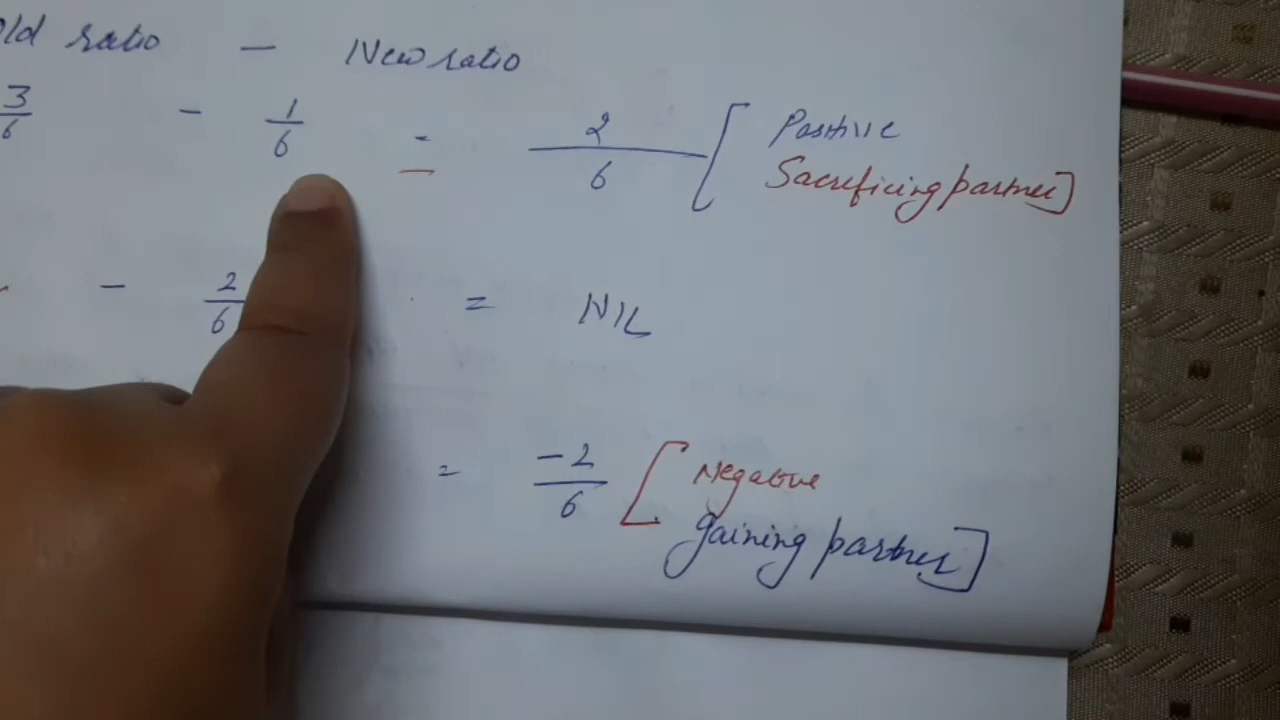 Old ratio - New ratio
3/6 - 1/6 = 2/6 [ Positive
Sacrificing partner ]
- 2/6 = NIL
= -2/6 [ Negative
gaining partner ]